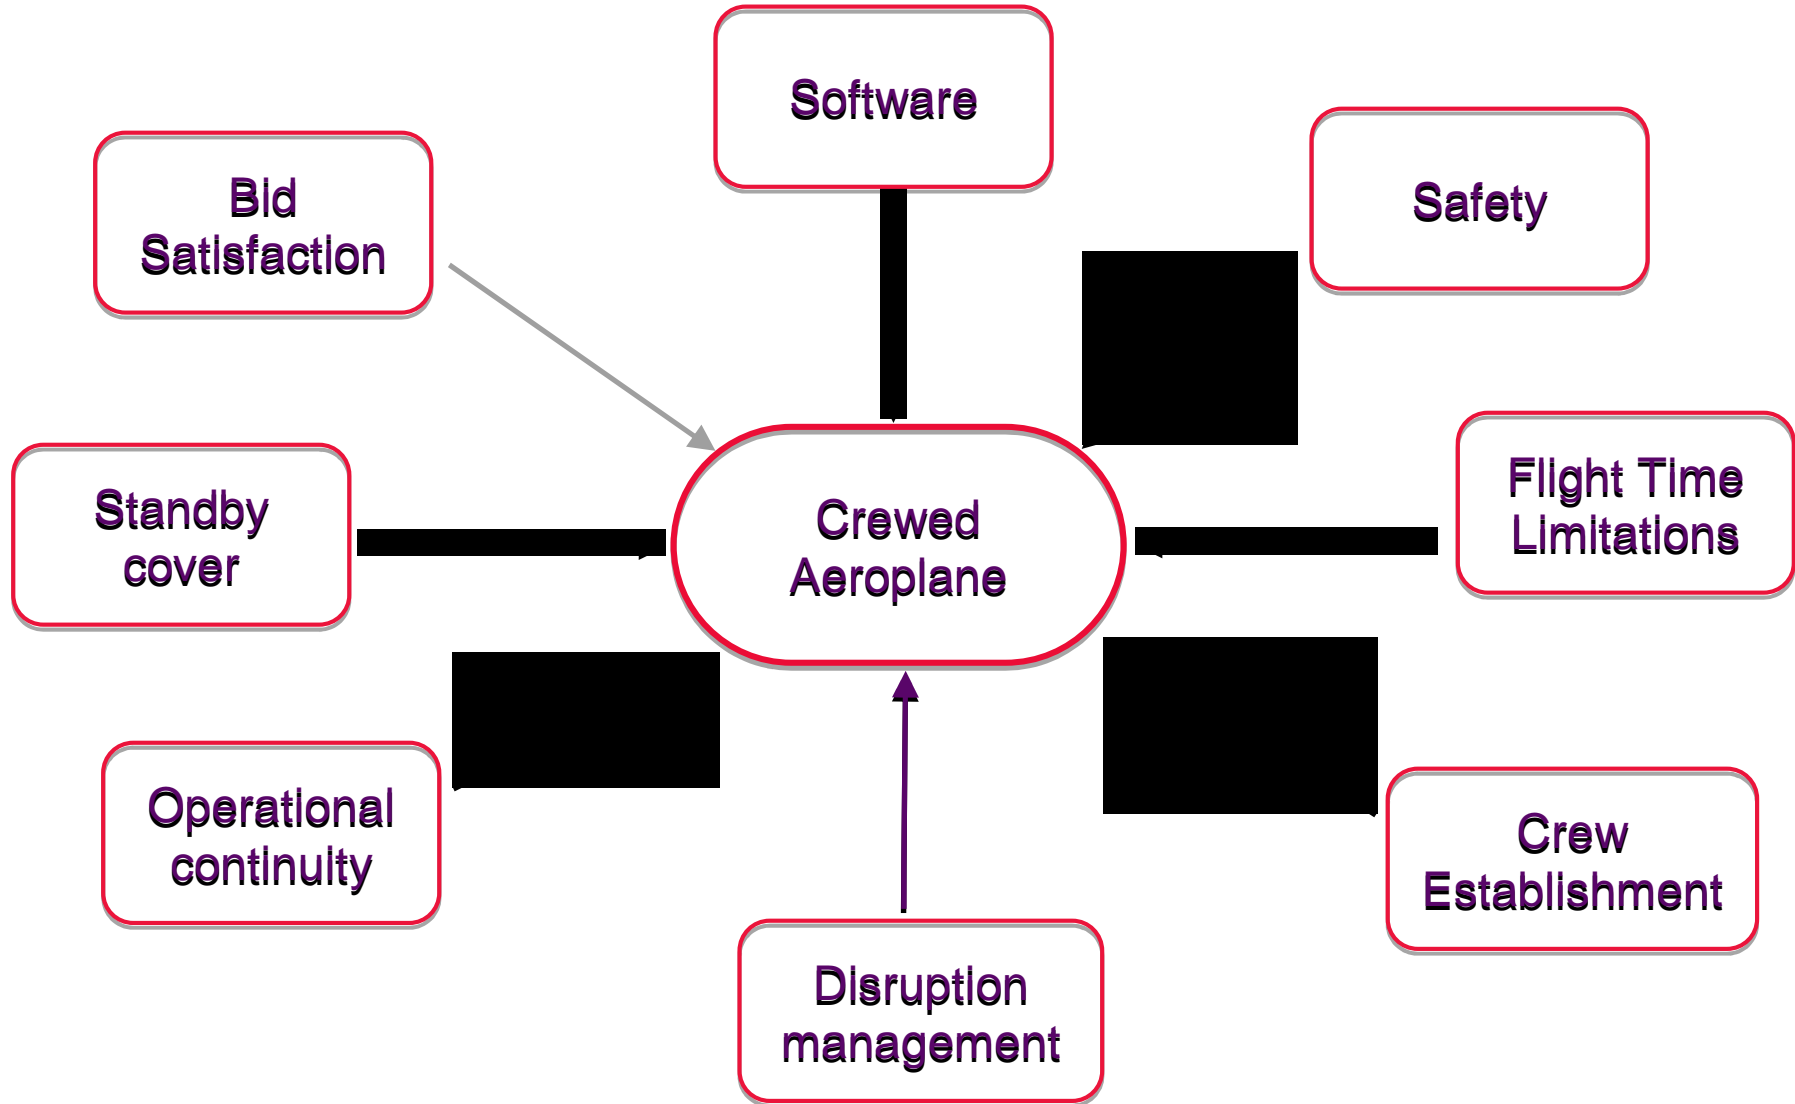 Software
Bid
Satisfaction
Safety
Standby
cover
Crewed
Aeroplane
Flight Time
Limitations
Operational
continuity
Crew
Establishment
Disruption
management